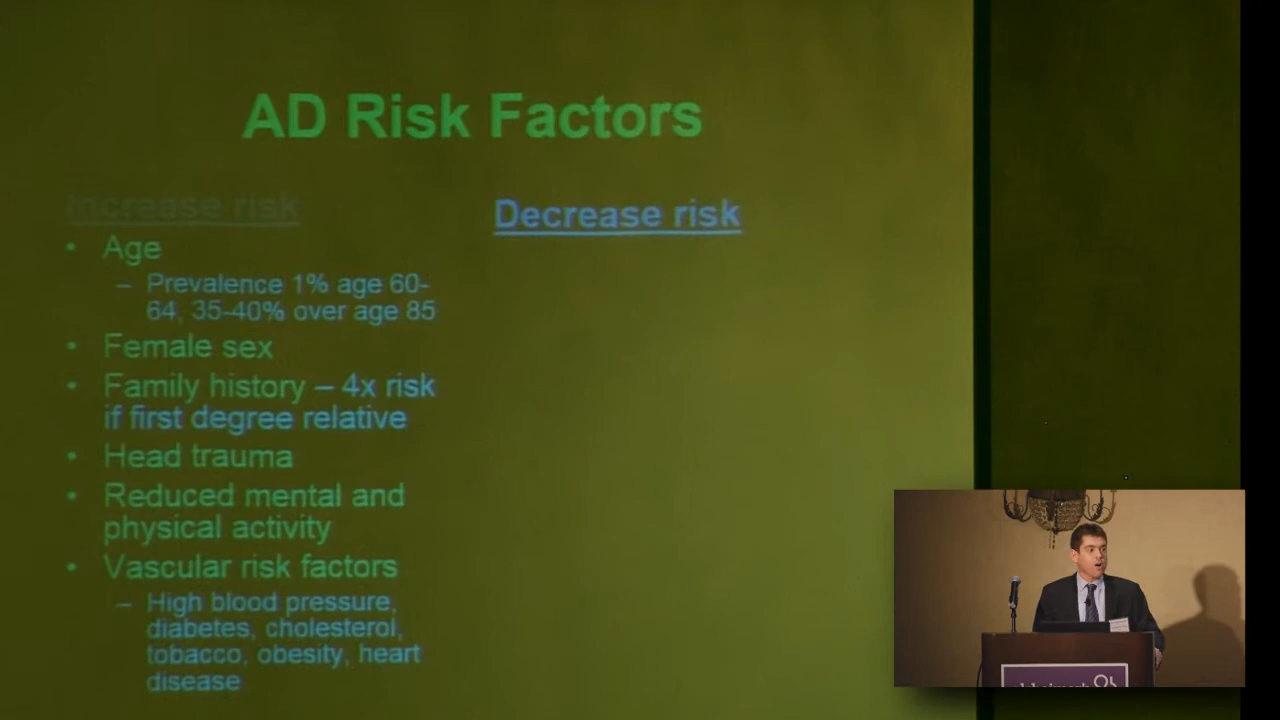 AD Risk Factors
Increase risk
• Age
– Prevalence 1% age 60-
64, 35-40% over age 85
• Female sex
• Family history – 4x risk
if first degree relative
• Head trauma
• Reduced mental and
physical activity
• Vascular risk factors
– High blood pressure,
diabetes, cholesterol,
tobacco, obesity, heart
disease
Decrease risk